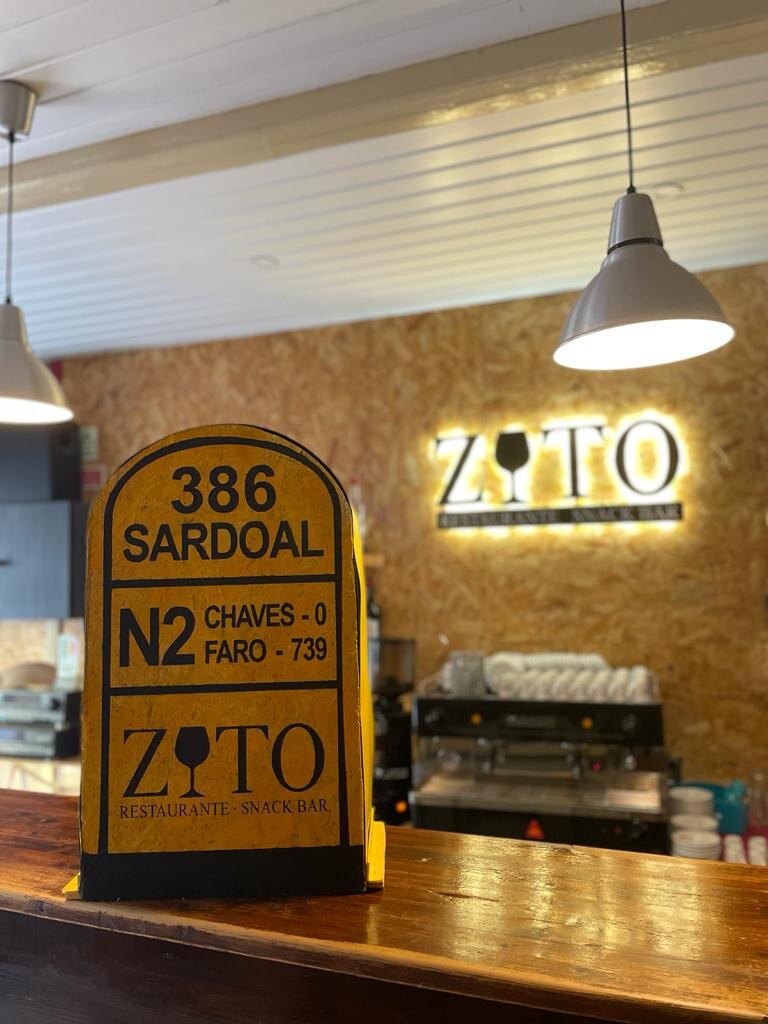 386
SARDOAL
N2
CHAVES - 0
FARO - 739
ZITO
RESTAURANTE · SNACK BAR
ZITO
RESTAURANTE · SNACK BAR